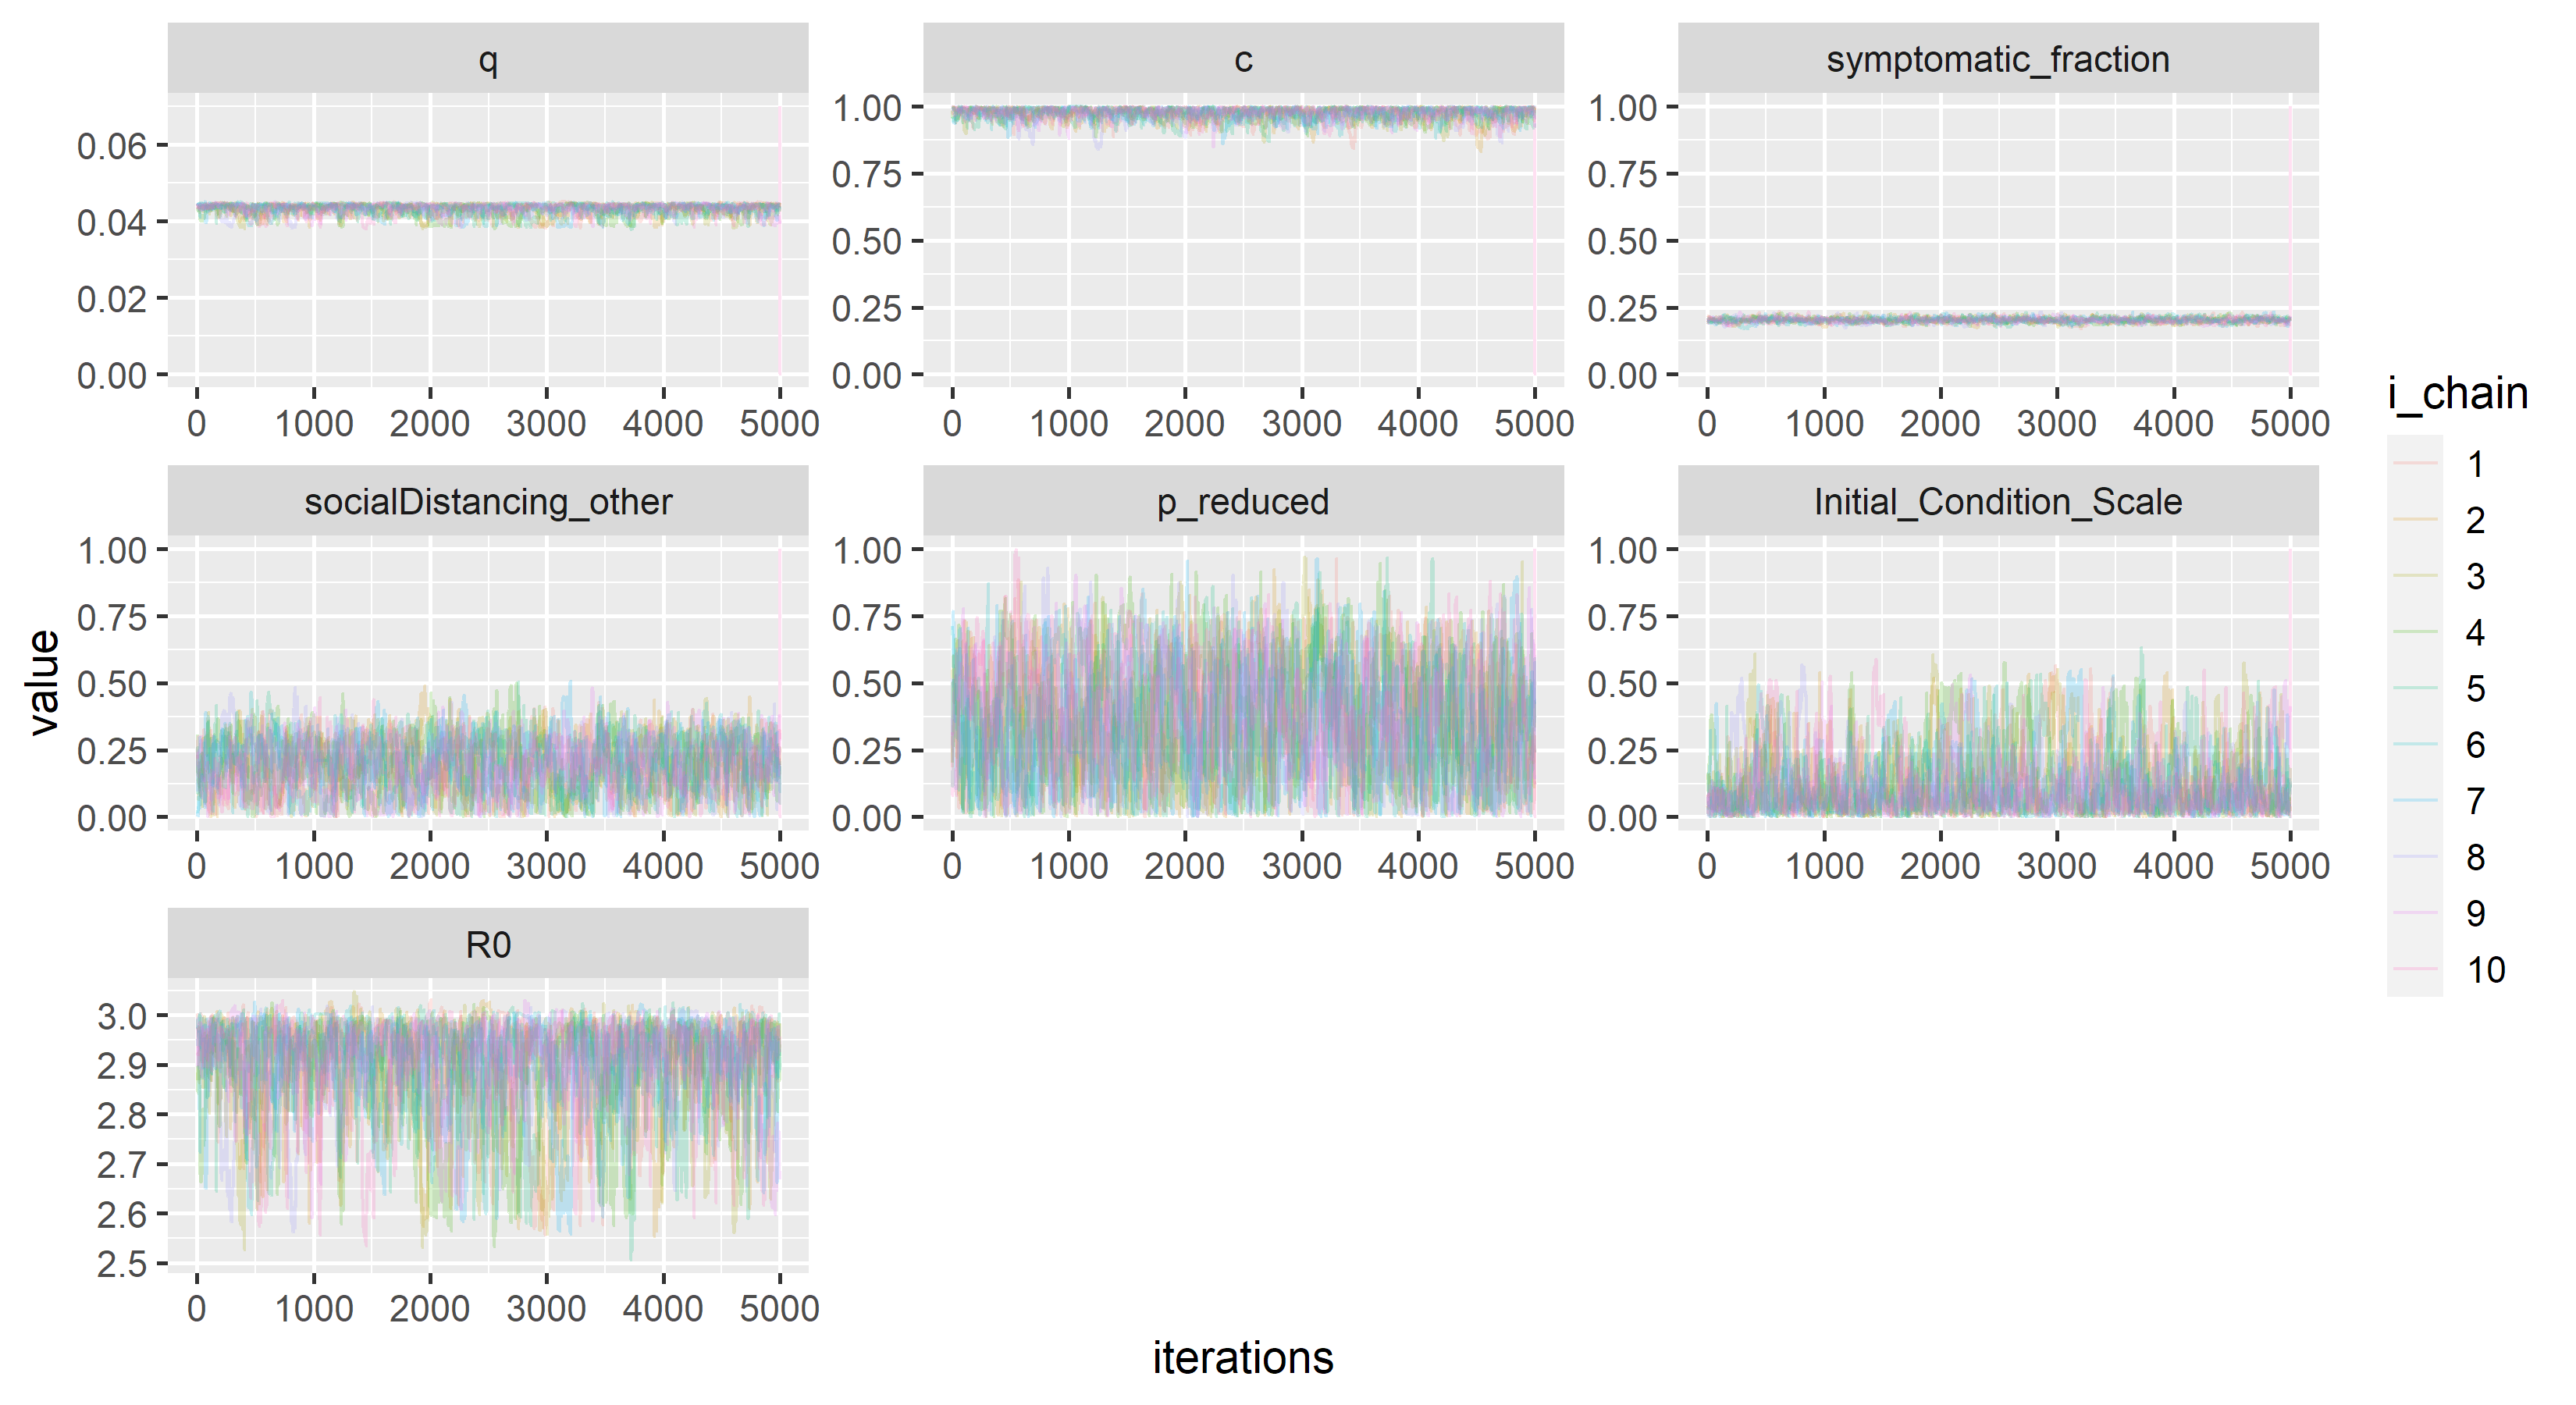 q c symptomatic_fraction
0.06 1.00 1.00
0.04 0.75 0.75
0.02 0.50 0.50
0.00 0.25 0.25
0.00 0.00
0 1000 2000 3000 4000 5000 0 1000 2000 3000 4000 5000 0 1000 2000 3000 4000 5000
socialDistancing_other p_reduced Initial_Condition_Scale
1.00 1.00 1.00
0.75 0.75 0.75
0.50 0.50 0.50
0.25 0.25 0.25
0.00 0.00 0.00
0 1000 2000 3000 4000 5000 0 1000 2000 3000 4000 5000 0 1000 2000 3000 4000 5000
R0
3.0
2.9
2.8
2.7
2.6
2.5
0 1000 2000 3000 4000 5000
value
iterations
i_chain
1
2
3
4
5
6
7
8
9
10